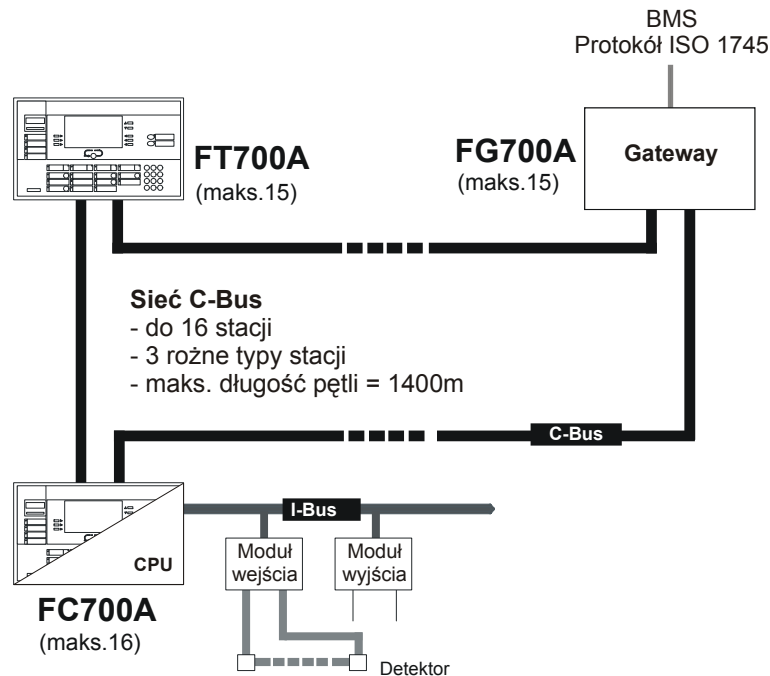 BMS
Protokół ISO 1745
FT700A
(maks.15)
FG700A
(maks.15)
Gateway
Sieć C-Bus
- do 16 stacji
- 3 rożne typy stacji
- maks. długość pętli = 1400m
C-Bus
I-Bus
CPU
FC700A
(maks.16)
Moduł
wejścia
Moduł
wyjścia
Detektor